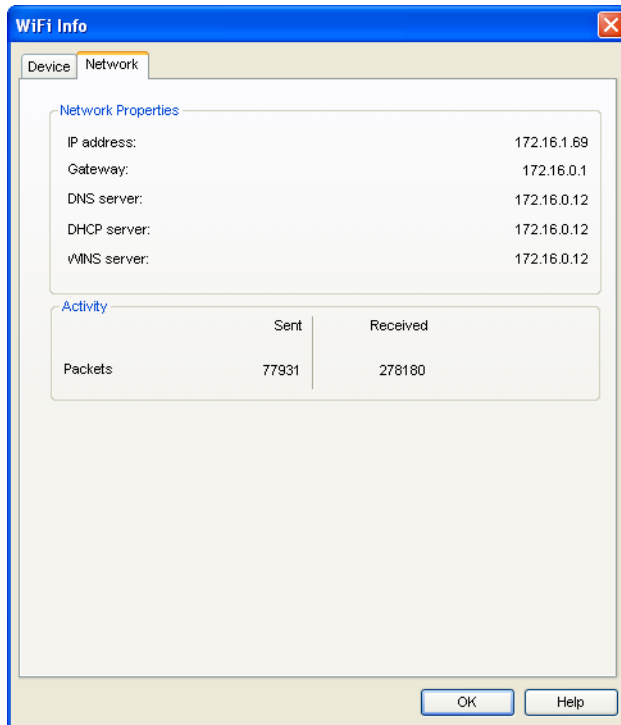 WiFi Info
Device Network
Network Properties
IP address: 172.16.1.69
Gateway: 172.16.0.1
DNS server: 172.16.0.12
DHCP server: 172.16.0.12
WINS server: 172.16.0.12
Activity
Sent Received
Packets 77931 278180
OK Help